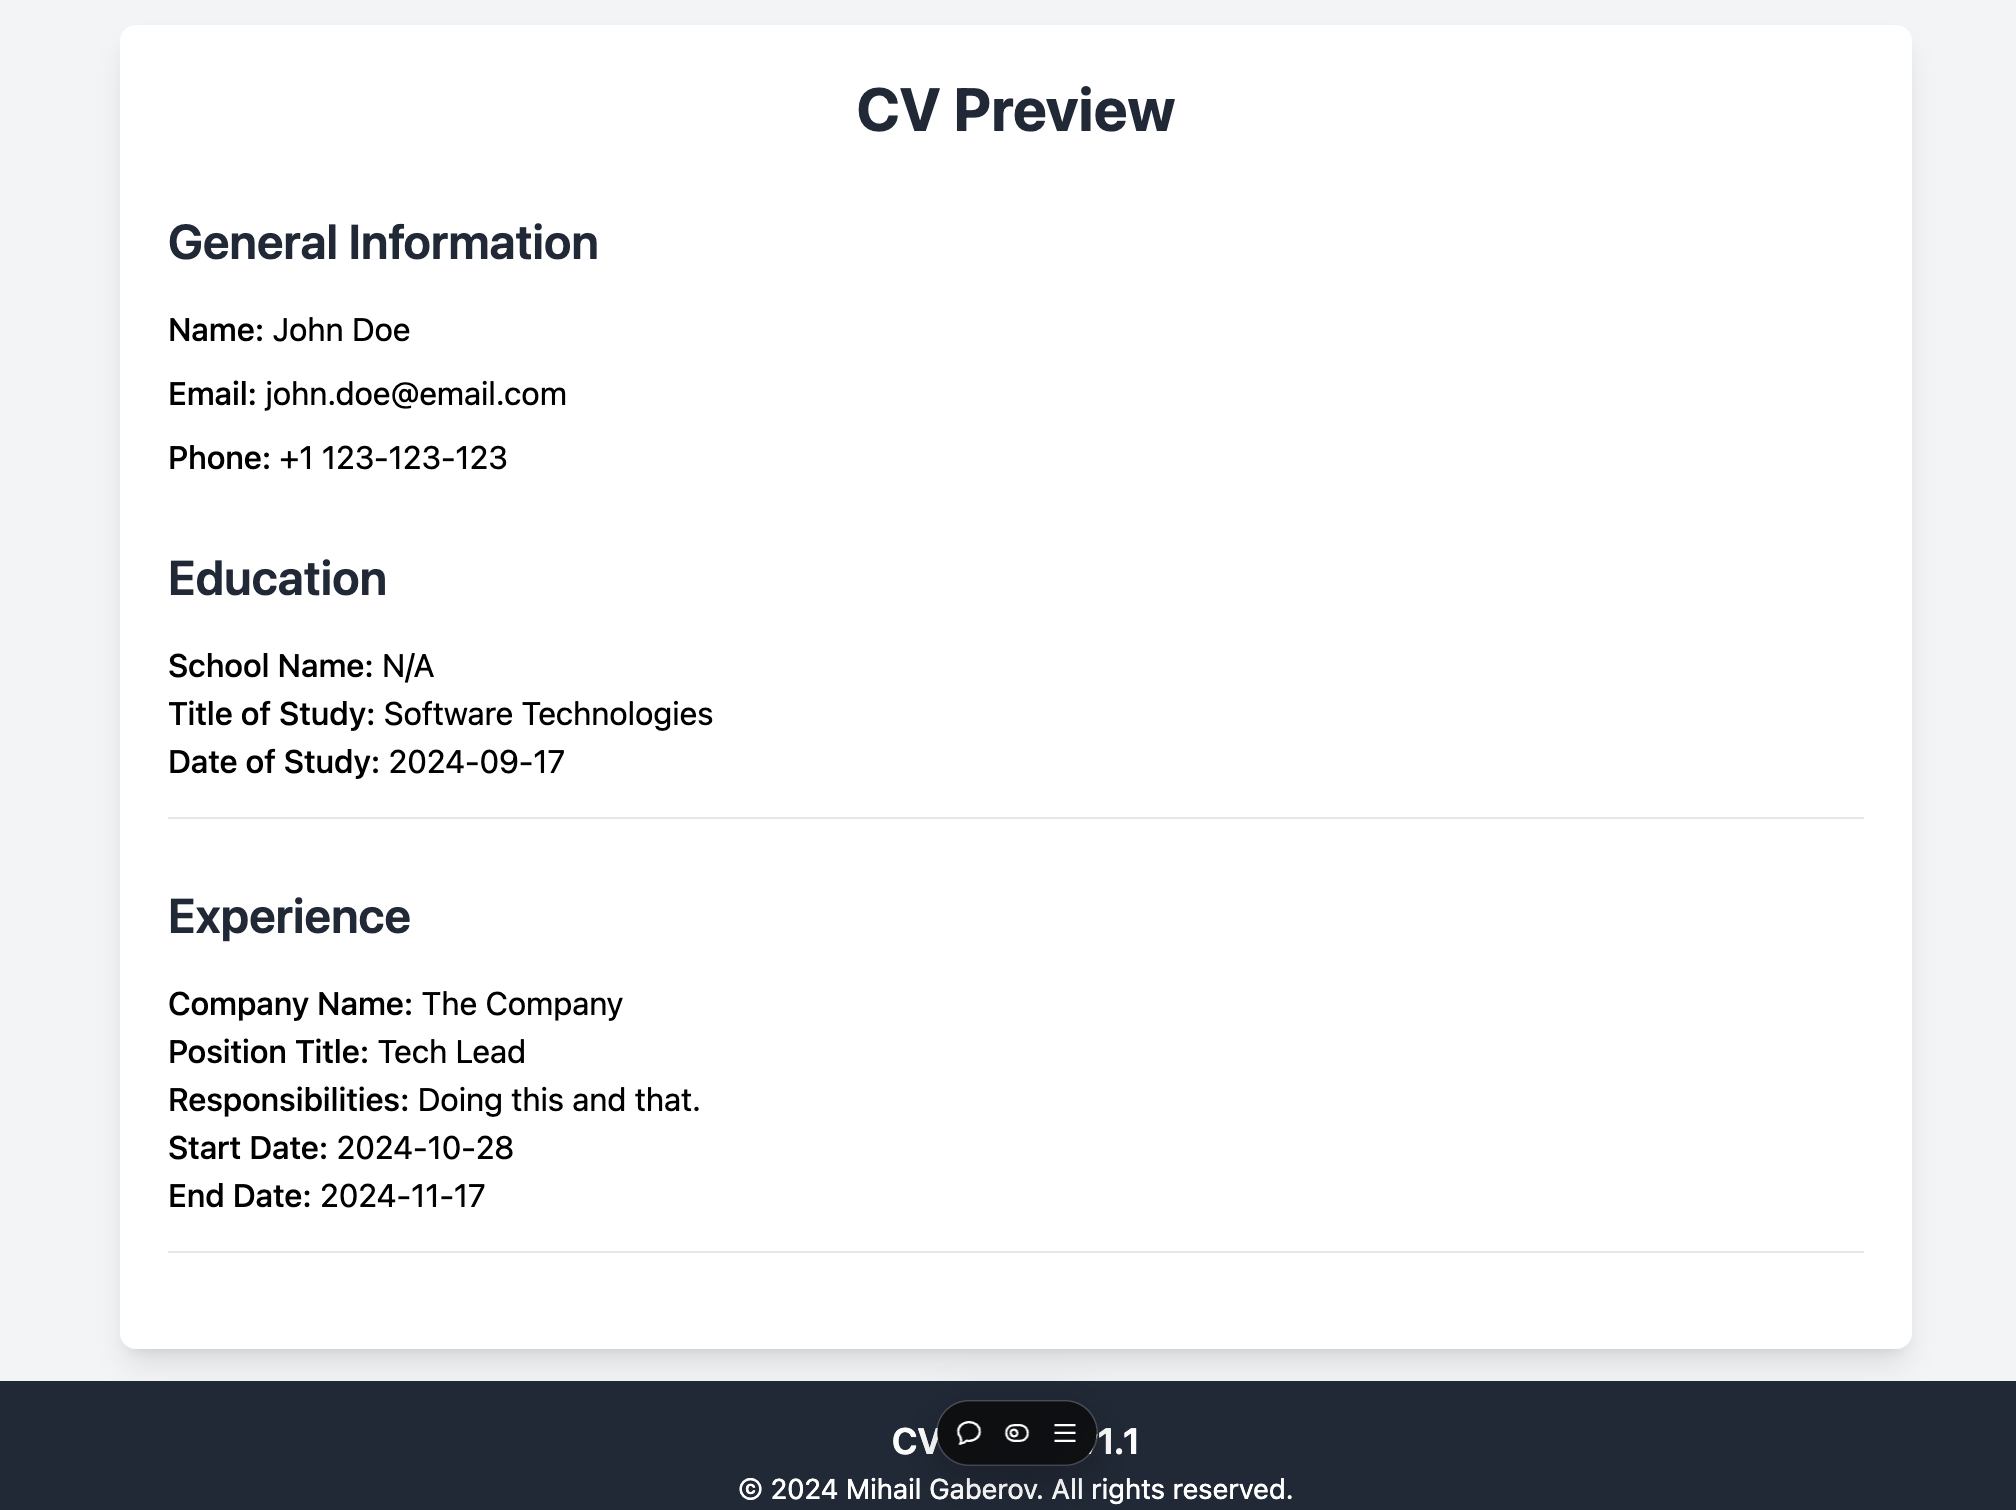 CV Preview
General Information
Name: John Doe
Email: john.doe@email.com
Phone: +1 123-123-123
Education
School Name: N/A
Title of Study: Software Technologies
Date of Study: 2024-09-17
Experience
Company Name: The Company
Position Title: Tech Lead
Responsibilities: Doing this and that.
Start Date: 2024-10-28
End Date: 2024-11-17
CV 1.1
© 2024 Mihail Gaberov. All rights reserved.